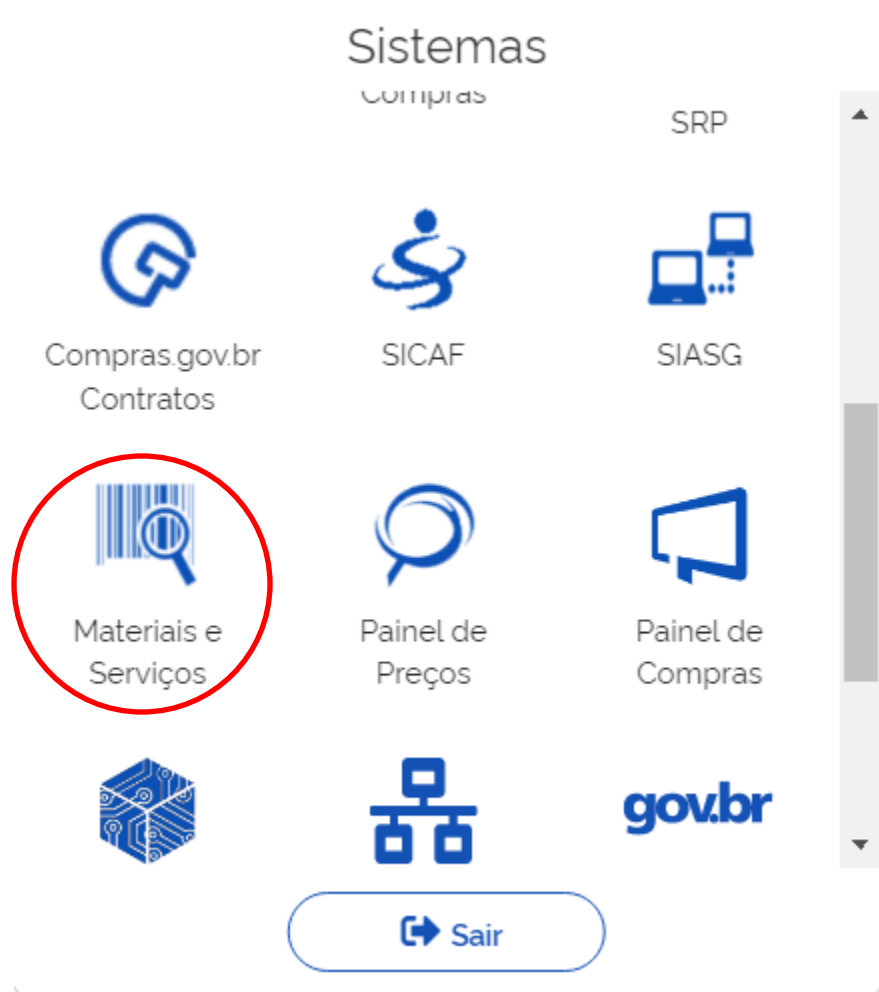 Sistemas
Compras
SRP
Compras.gov.br
Contratos
SICAF
SIASG
Materiais e
Serviços
Painel de
Preços
Painel de
Compras
gov.br
Sair